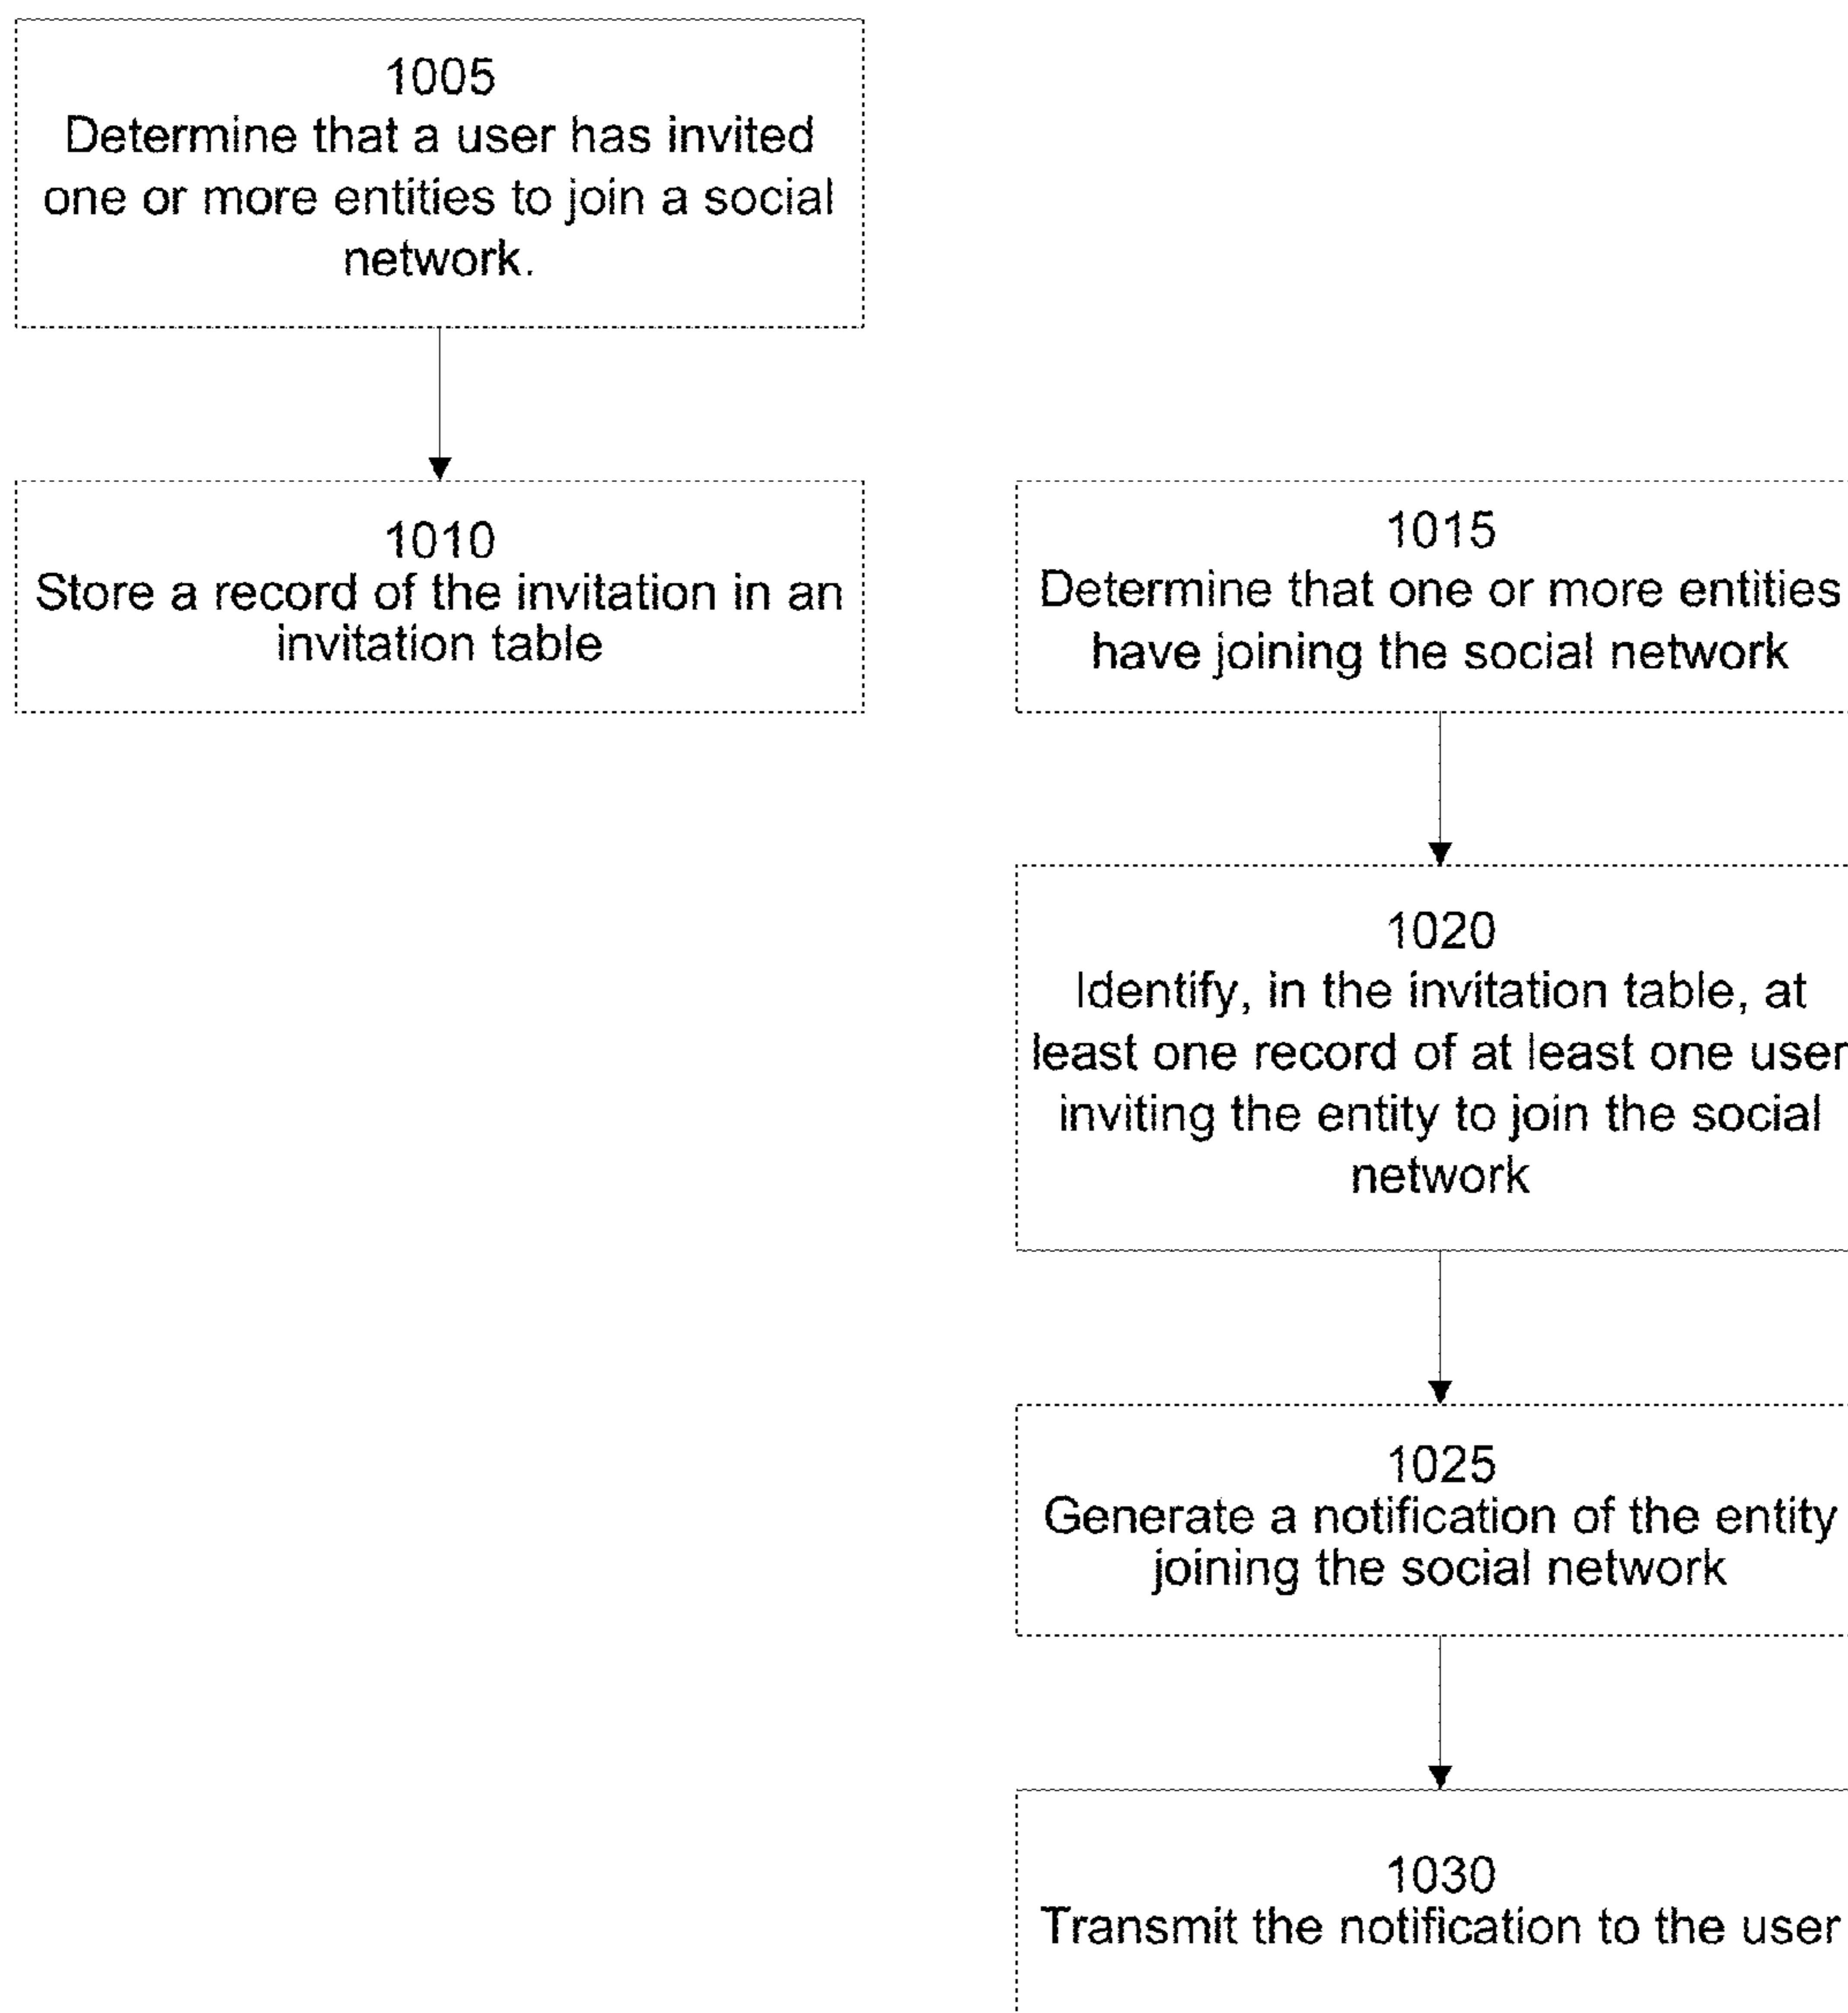 1005
Determine that a user has invited
one or more entities to join a social
network.
1010
Store a record of the invitation in an
invitation table
1015
Determine that one or more entities
have joining the social network
1020
Identify, in the invitation table, at
least one record of at least one user
inviting the entity to join the social
network
1025
Generate a notification of the entity
joining the social network
1030
Transmit the notification to the user